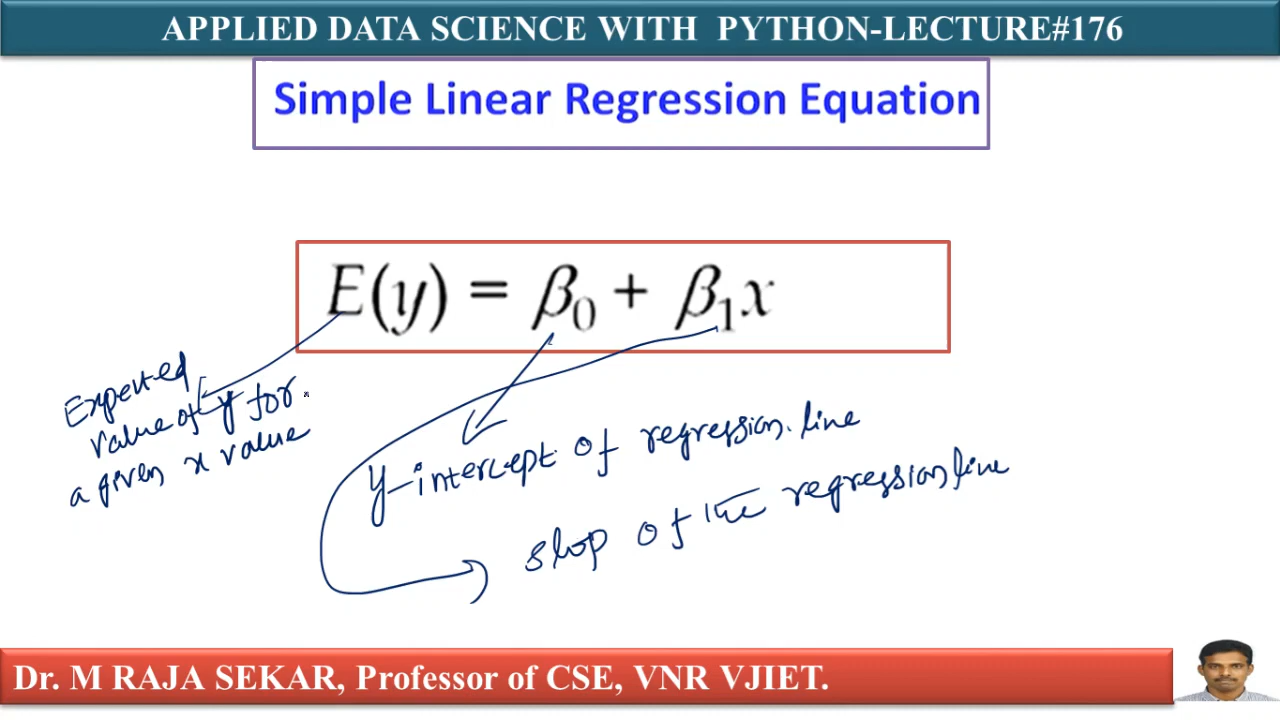 APPLIED DATA SCIENCE WITH PYTHON-LECTURE#176
Simple Linear Regression Equation
E(y) = β₀ + β₁x
Expected
value of y for
a given x value
y-intercept of regression line
slop of the regression line
Dr. M RAJA SEKAR, Professor of CSE, VNR VJIET.